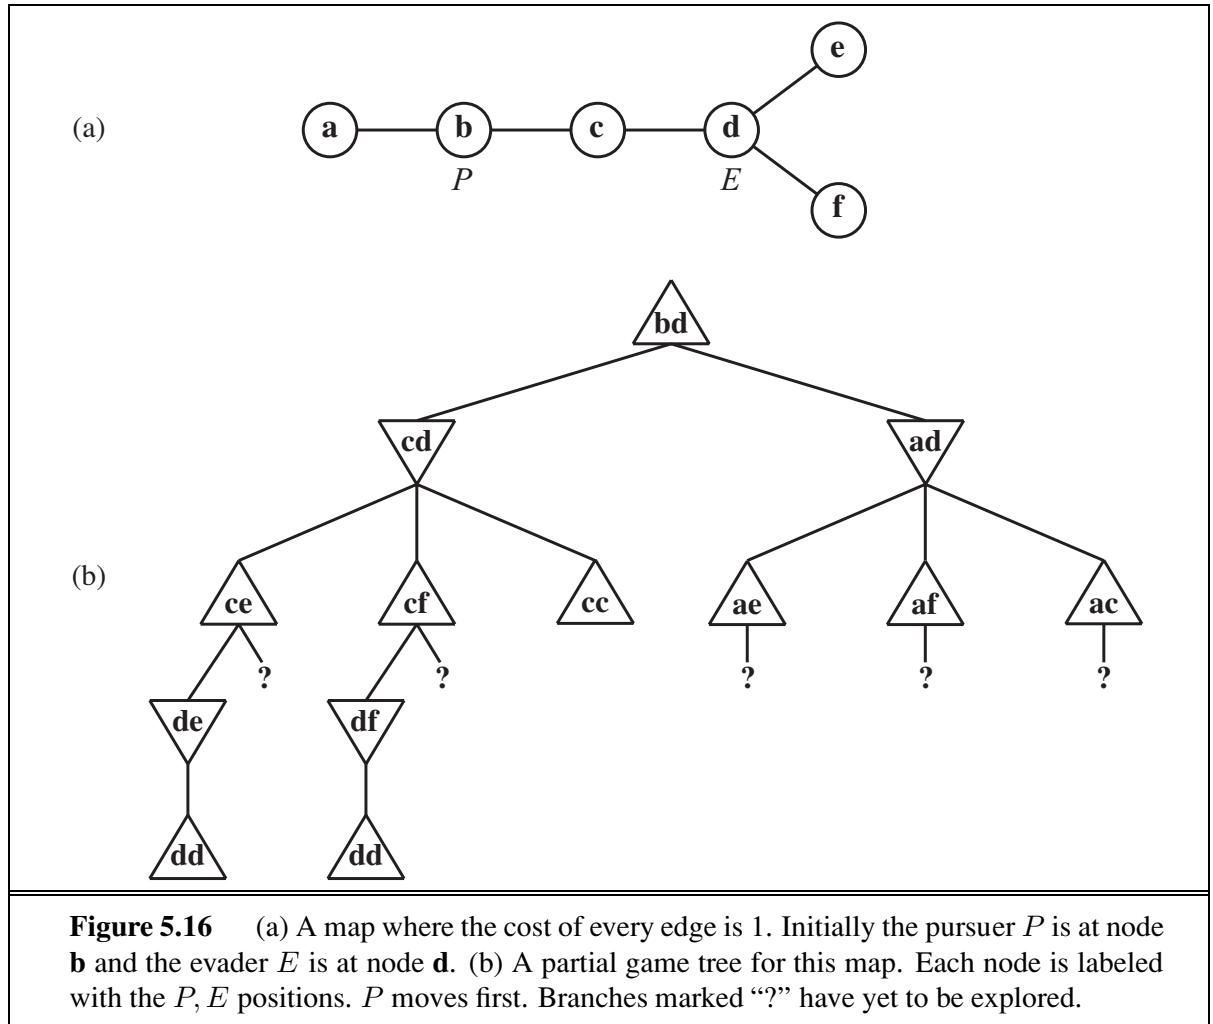 e
(a)
a
b
c
d
P
E
f
bd
cd
ad
(b)
ce
cf
cc
ae
af
ac
?
?
?
?
?
de
df
dd
dd
Figure 5.16 (a) A map where the cost of every edge is 1. Initially the pursuer P is at node
b and the evader E is at node d. (b) A partial game tree for this map. Each node is labeled
with the P, E positions. P moves first. Branches marked “?” have yet to be explored.